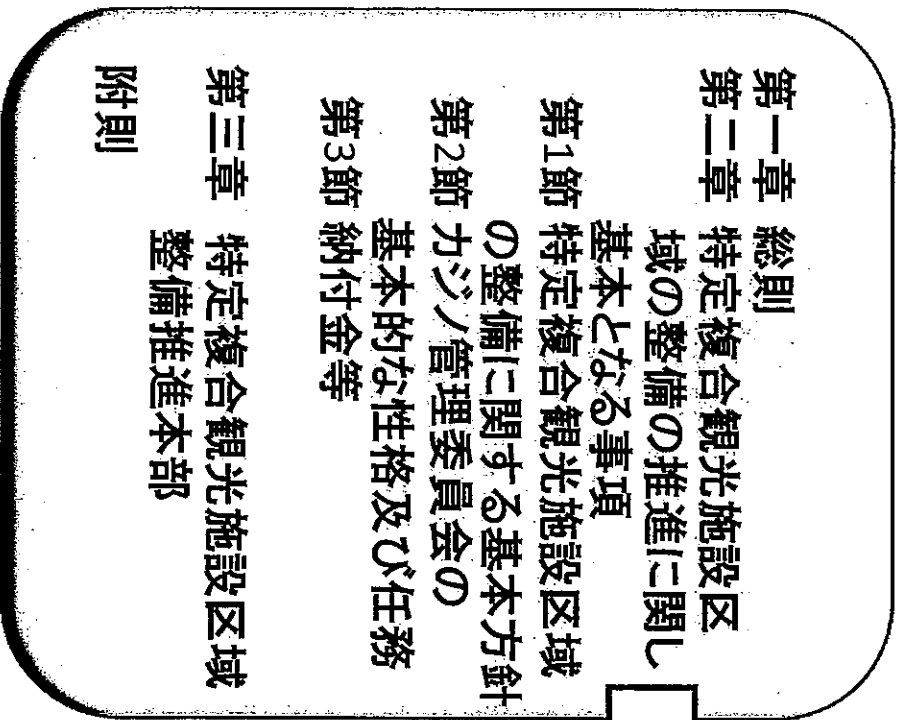 第一章 総則
第二章 特定複合観光施設区
域の整備の推進に関し
基本となる事項
第1節 特定複合観光施設区域
の整備に関する基本方針
第2節 カジノ管理委員会の
基本的な性格及び任務
第3節 納付金等
第三章 特定複合観光施設区域
整備推進本部
附則